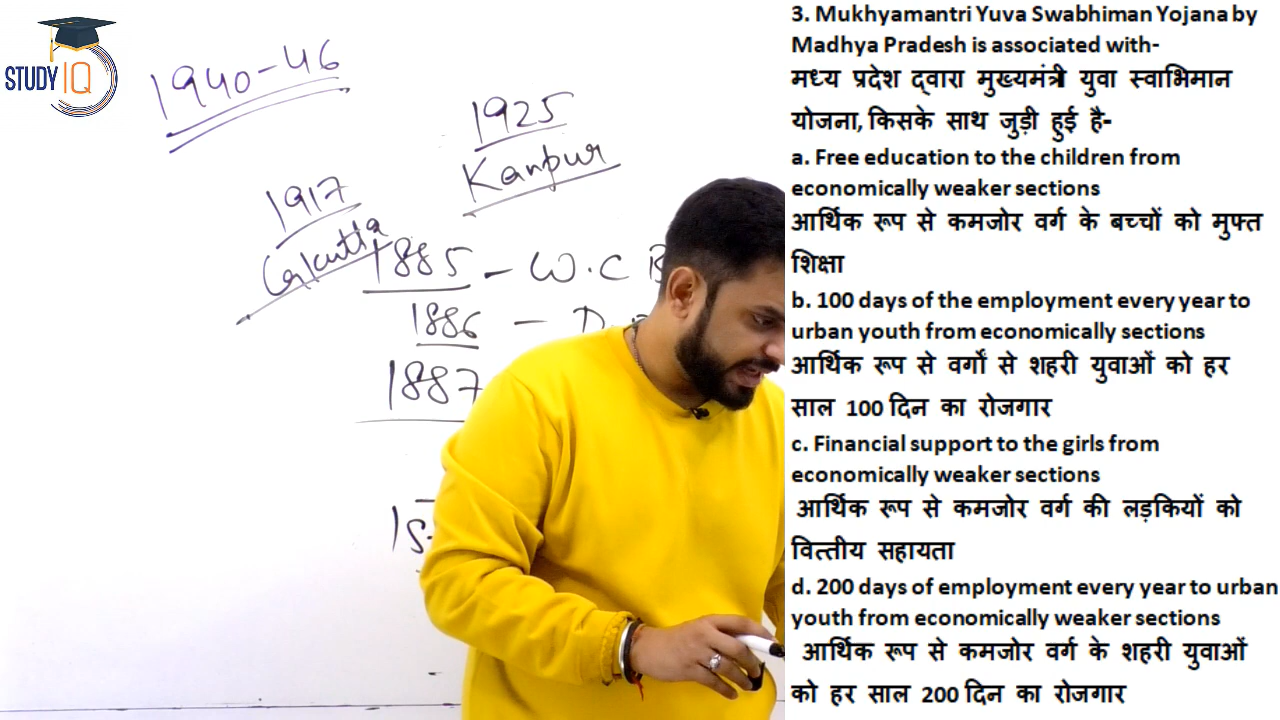 STUDY IQ
1940-46
1925
Kanpur
1917
Calcutta
1885 - W.C B
1886 -
1887
3. Mukhyamantri Yuva Swabhiman Yojana by
Madhya Pradesh is associated with-
मध्य प्रदेश द्वारा मुख्यमंत्री युवा स्वाभिमान
योजना, किसके साथ जुड़ी हुई है-
a. Free education to the children from
economically weaker sections
आर्थिक रूप से कमजोर वर्ग के बच्चों को मुफ्त
शिक्षा
b. 100 days of the employment every year to
urban youth from economically sections
आर्थिक रूप से वर्गों से शहरी युवाओं को हर
साल 100 दिन का रोजगार
c. Financial support to the girls from
economically weaker sections
आर्थिक रूप से कमजोर वर्ग की लड़कियों को
वित्तीय सहायता
d. 200 days of employment every year to urban
youth from economically weaker sections
आर्थिक रूप से कमजोर वर्ग के शहरी युवाओं
को हर साल 200 दिन का रोजगार